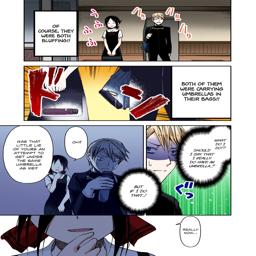 OF
COURSE, THEY
WERE BOTH
BLUFFING!!
BOTH OF THEM
WERE CARRYING
UMBRELLAS IN
THEIR BAGS!!
WHAT
DO I
DO?
SHOULD
I SAY THAT
I REALLY
DO HAVE AN
UMBRELLA..?
BUT
IF I DO
THAT..!
OH?
WAS THAT
LITTLE LIE
OF YOURS AN
ATTEMPT TO
GET UNDER
THE SAME
UMBRELLA
AS ME?
REALLY
NOW...